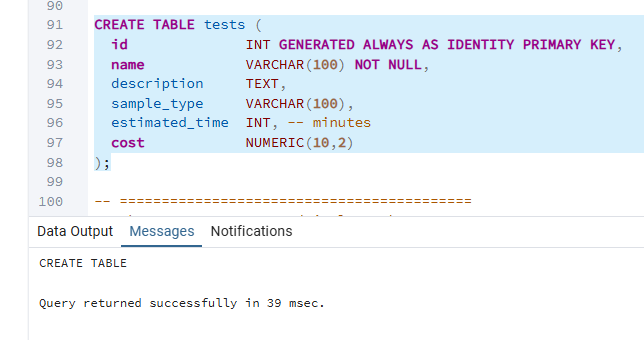 90
91 CREATE TABLE tests (
92 id INT GENERATED ALWAYS AS IDENTITY PRIMARY KEY,
93 name VARCHAR(100) NOT NULL,
94 description TEXT,
95 sample_type VARCHAR(100),
96 estimated_time INT, -- minutes
97 cost NUMERIC(10,2)
98 );
99
100 -- ==========================================
Data Output Messages Notifications
CREATE TABLE
Query returned successfully in 39 msec.